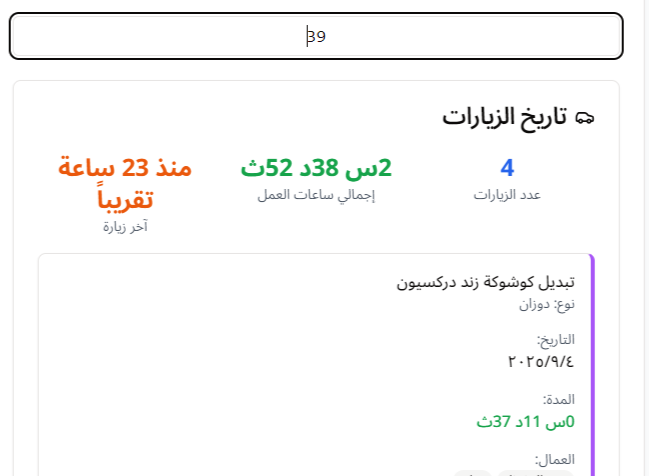 39
تاريخ الزيارات
4
عدد الزيارات
2س 38د 52ث
إجمالي ساعات العمل
منذ 23 ساعة
تقريباً
آخر زيارة
تبديل كوشوكة زند دركسيون
نوع: دوزان
التاريخ:
٢٠٢٥/٩/٤
المدة:
0س 11د 37ث
العمال: